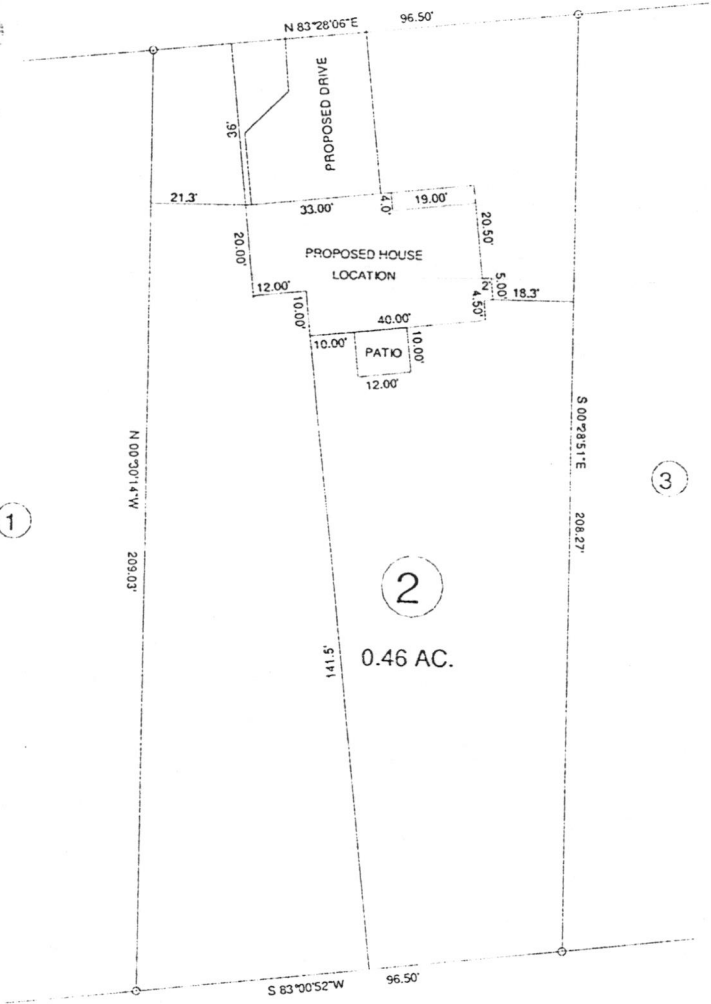 N 83°28'06"E 96.50'
PROPOSED DRIVE
36'
21.3'
33.00'
4.0'
19.00'
20.00'
20.50'
PROPOSED HOUSE
LOCATION
12.00'
10.00'
2'
5.00'
4.50'
18.3'
40.00'
10.00'
PATIO
10.00'
12.00'
N 00°30'14"W 209.03'
S 00°28'51"E 208.27'
1
2
3
0.46 AC.
141.5'
S 83°00'52"W 96.50'